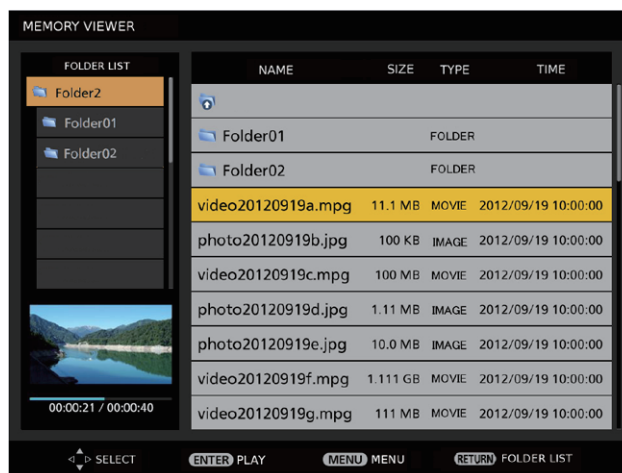 MEMORY VIEWER
FOLDER LIST
Folder2
Folder01
Folder02
00:00:21 / 00:00:40
NAME SIZE TYPE TIME
Folder01 FOLDER
Folder02 FOLDER
video20120919a.mpg 11.1 MB MOVIE 2012/09/19 10:00:00
photo20120919b.jpg 100 KB IMAGE 2012/09/19 10:00:00
video20120919c.mpg 100 MB MOVIE 2012/09/19 10:00:00
photo20120919d.jpg 1.11 MB IMAGE 2012/09/19 10:00:00
photo20120919e.jpg 10.0 MB IMAGE 2012/09/19 10:00:00
video20120919f.mpg 1.111 GB MOVIE 2012/09/19 10:00:00
video20120919g.mpg 111 MB MOVIE 2012/09/19 10:00:00
SELECT ENTER PLAY MENU MENU RETURN FOLDER LIST